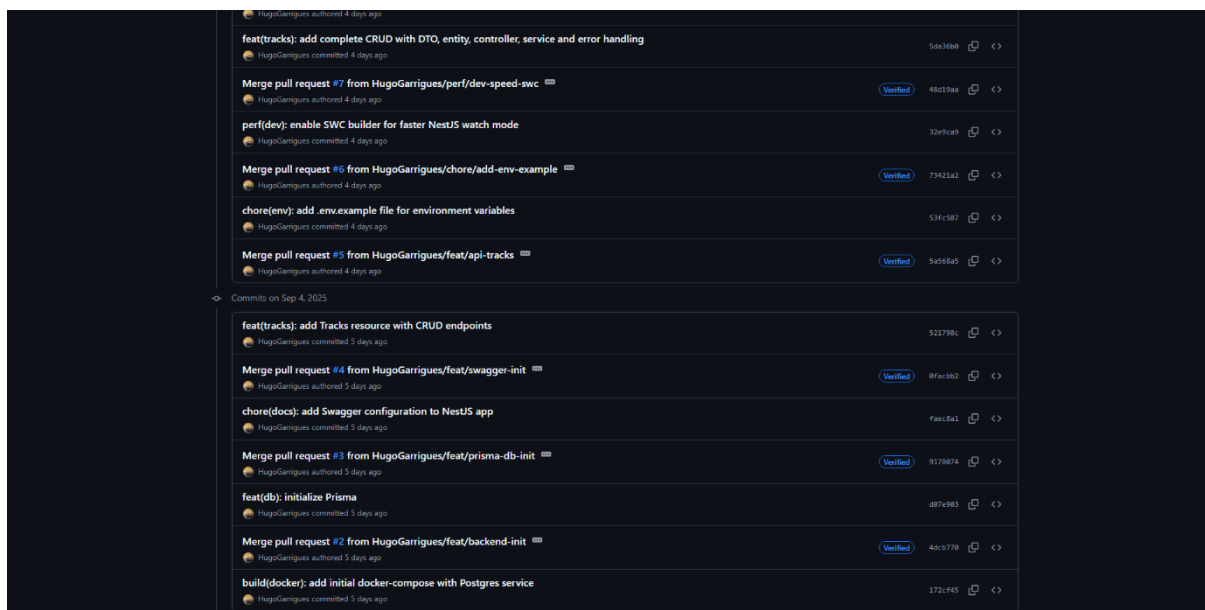 HugoGarrigues authored 4 days ago
feat(tracks): add complete CRUD with DTO, entity, controller, service and error handling
HugoGarrigues committed 4 days ago
5da36b0
Merge pull request #7 from HugoGarrigues/perf/dev-speed-swc
HugoGarrigues authored 4 days ago
Verified 48d19aa
perf(dev): enable SWC builder for faster NestJS watch mode
HugoGarrigues committed 4 days ago
32e9ca9
Merge pull request #6 from HugoGarrigues/chore/add-env-example
HugoGarrigues authored 4 days ago
Verified 73421a2
chore(env): add .env.example file for environment variables
HugoGarrigues committed 4 days ago
53fc587
Merge pull request #5 from HugoGarrigues/feat/api-tracks
HugoGarrigues authored 4 days ago
Verified 5a568a5
Commits on Sep 4, 2025
feat(tracks): add Tracks resource with CRUD endpoints
HugoGarrigues committed 5 days ago
521798c
Merge pull request #4 from HugoGarrigues/feat/swagger-init
HugoGarrigues authored 5 days ago
Verified 0facbb2
chore(docs): add Swagger configuration to NestJS app
HugoGarrigues committed 5 days ago
faec8a1
Merge pull request #3 from HugoGarrigues/feat/prisma-db-init
HugoGarrigues authored 5 days ago
Verified 9178074
feat(db): initialize Prisma
HugoGarrigues committed 5 days ago
d07e903
Merge pull request #2 from HugoGarrigues/feat/backend-init
HugoGarrigues authored 5 days ago
Verified 4dcb770
build(docker): add initial docker-compose with Postgres service
HugoGarrigues committed 5 days ago
172cf45